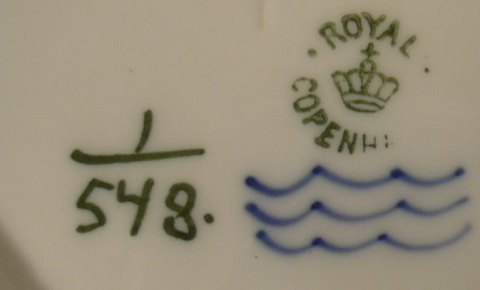 ROYAL
COPENH
1
548.